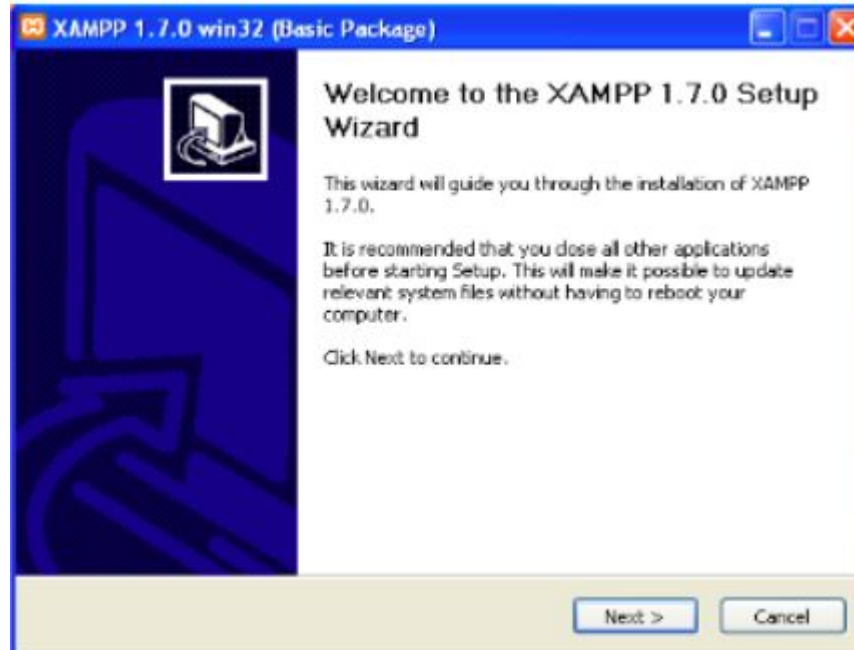 XAMPP 1.7.0 win32 (Basic Package)
Welcome to the XAMPP 1.7.0 Setup
Wizard
This wizard will guide you through the installation of XAMPP
1.7.0.
It is recommended that you close all other applications
before starting Setup. This will make it possible to update
relevant system files without having to reboot your
computer.
Click Next to continue.
Next >
Cancel